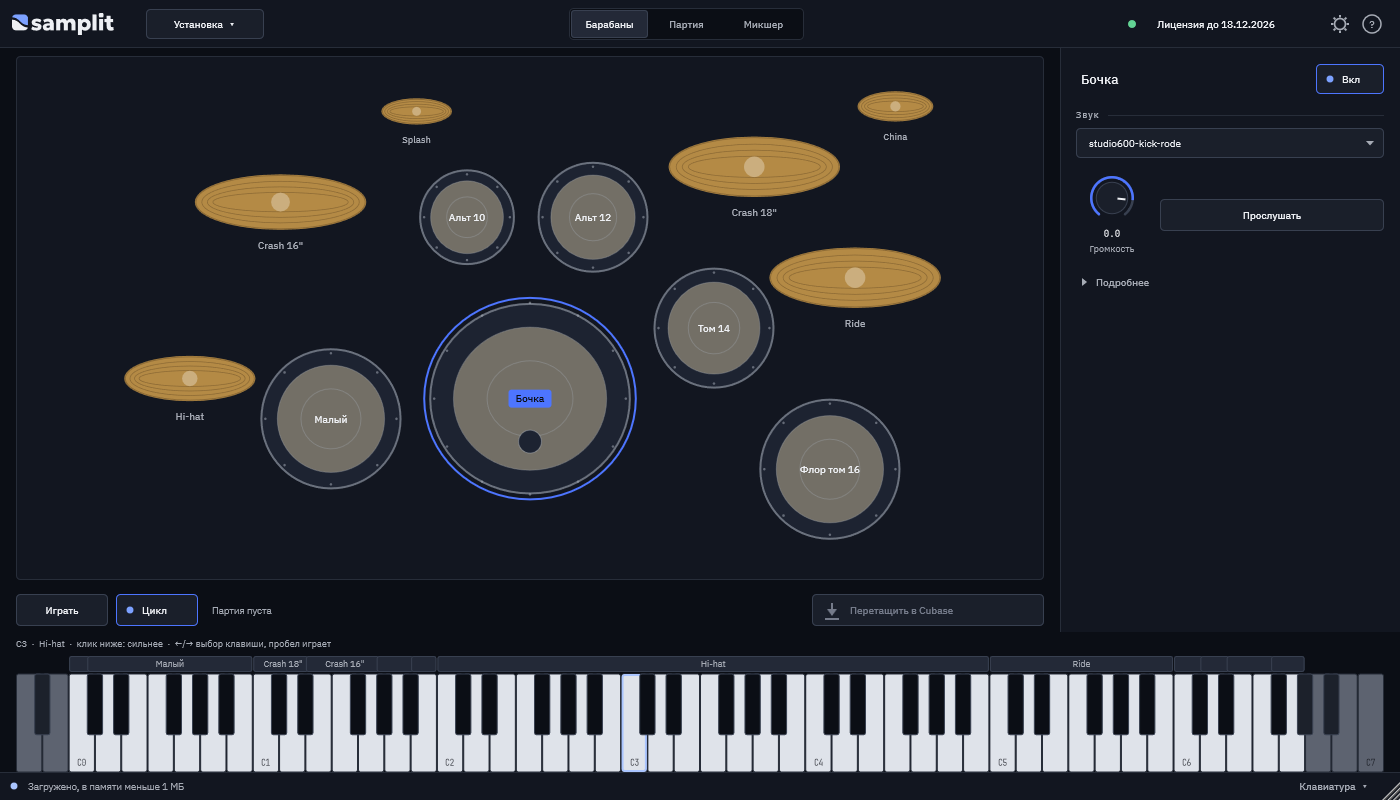 samplit
Установка
Барабаны
Партия
Микшер
Лицензия до 18.12.2026
?
Бочка
Вкл
Звук
studio600-kick-rode
0.0
Громкость
Прослушать
Подробнее
Splash
China
Crash 16"
Альт 10
Альт 12
Crash 18"
Том 14
Ride
Hi-hat
Малый
Бочка
Флор том 16
Играть
Цикл
Партия пуста
Перетащить в Cubase
C3 · Hi-hat · клик ниже: сильнее · ←/→ выбор клавиши, пробел играет
Малый
Crash 18"
Crash 16"
Hi-hat
Ride
C0
C1
C2
C3
C4
C5
C6
C7
Загружено, в памяти меньше 1 МБ
Клавиатура